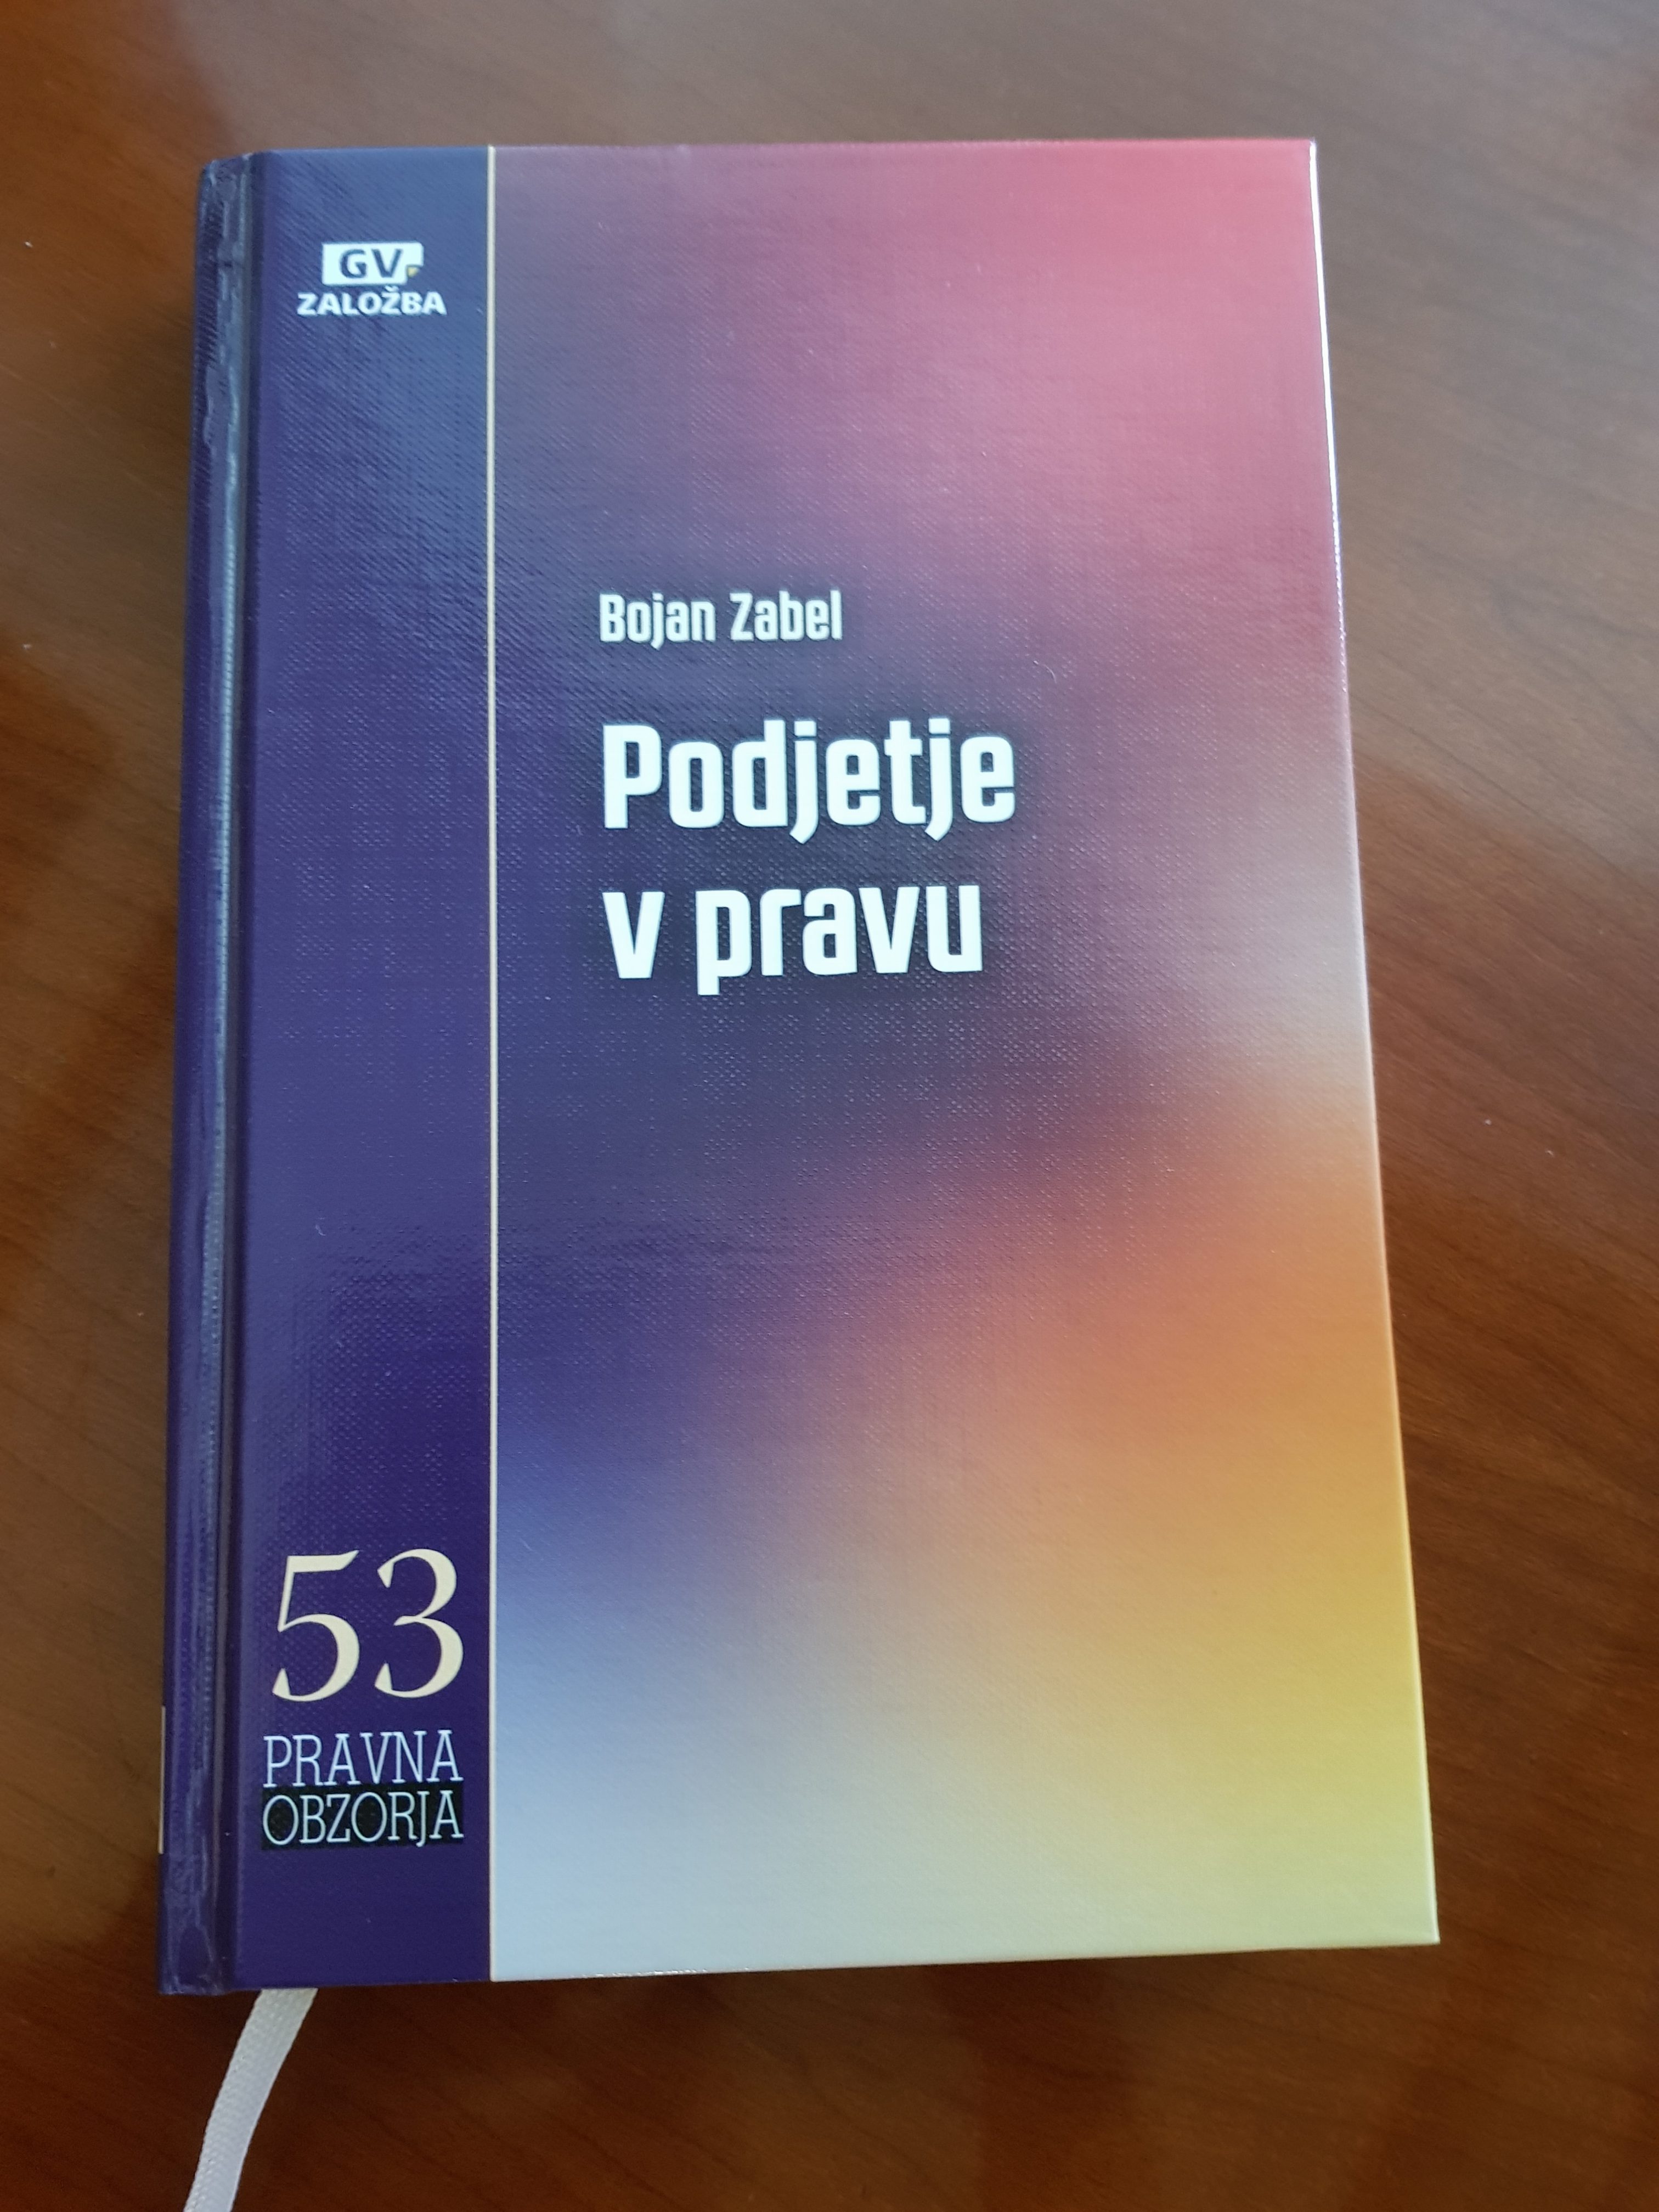 GV
ZALOŽBA
Bojan Zabel
Podjetje
v pravu
53
PRAVNA
OBZORJA